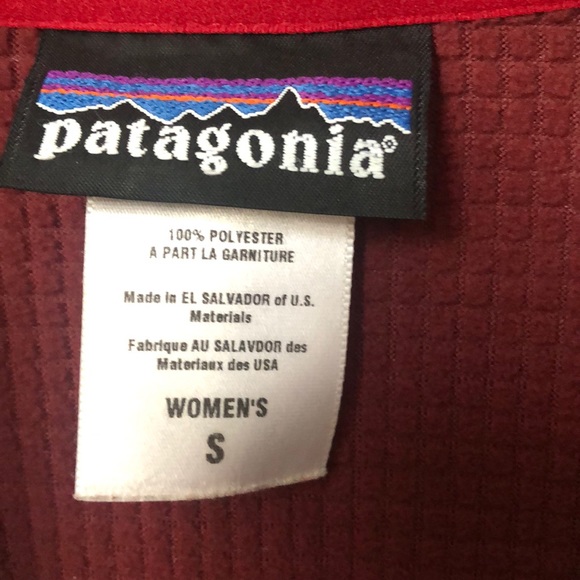 patagonia®
100% POLYESTER
A PART LA GARNITURE
Made in EL SALVADOR of U.S.
Materials
Fabrique AU SALAVDOR des
Materiaux des USA
WOMEN'S
S